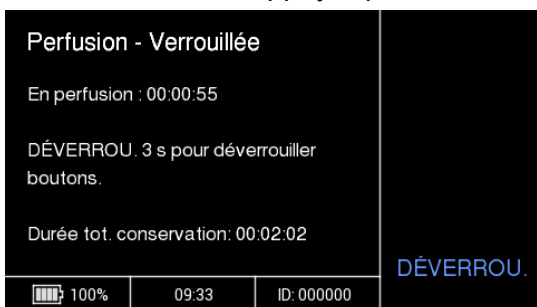 Perfusion - Verrouillée
En perfusion : 00:00:55
DÉVERROU. 3 s pour déverrouiller
boutons.
Durée tot. conservation: 00:02:02
DÉVERROU.
100%
09:33
ID: 000000